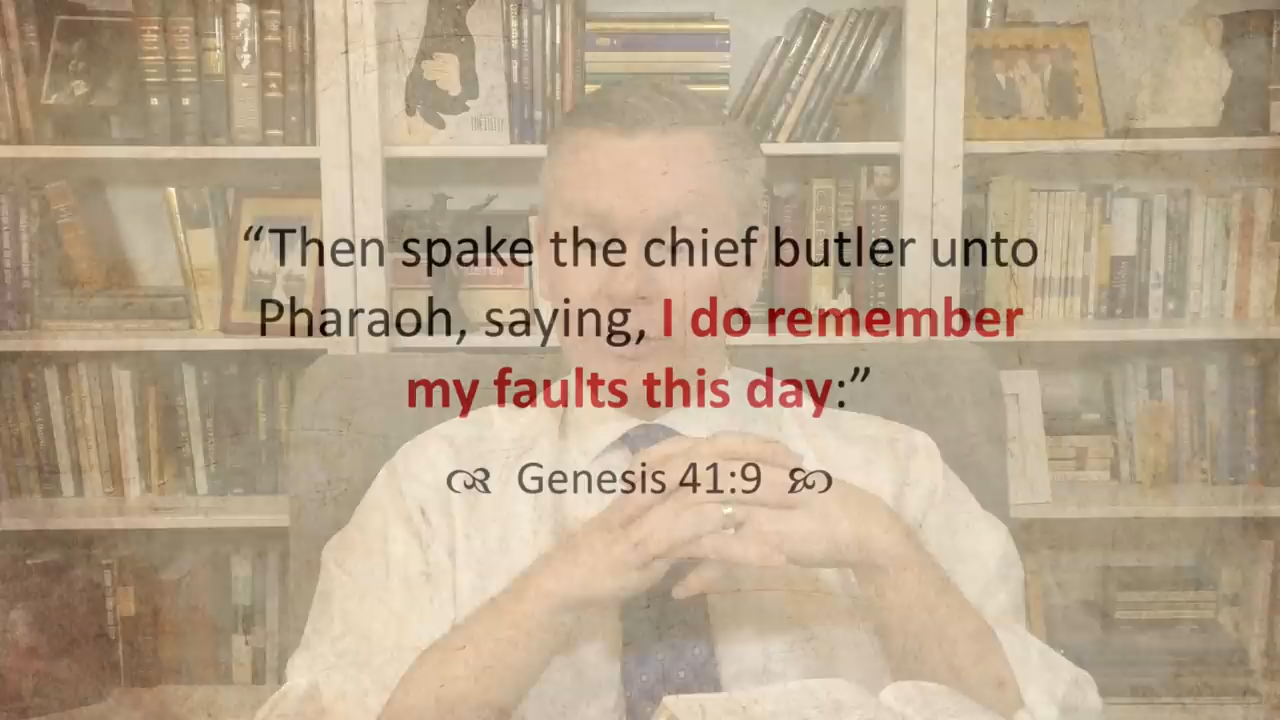 “Then spake the chief butler unto
Pharaoh, saying, I do remember
my faults this day:”
Genesis 41:9